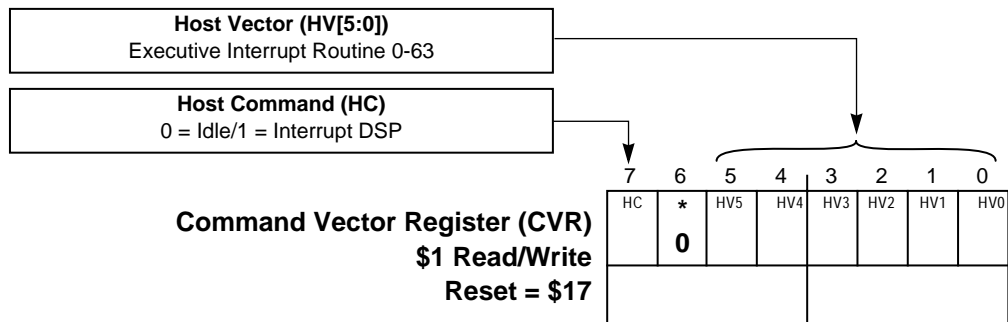 Host Vector (HV[5:0])
Executive Interrupt Routine 0-63
Host Command (HC)
0 = Idle/1 = Interrupt DSP
7 6 5 4 3 2 1 0
HC * HV5 HV4 HV3 HV2 HV1 HV0
0
Command Vector Register (CVR)
$1 Read/Write
Reset = $17